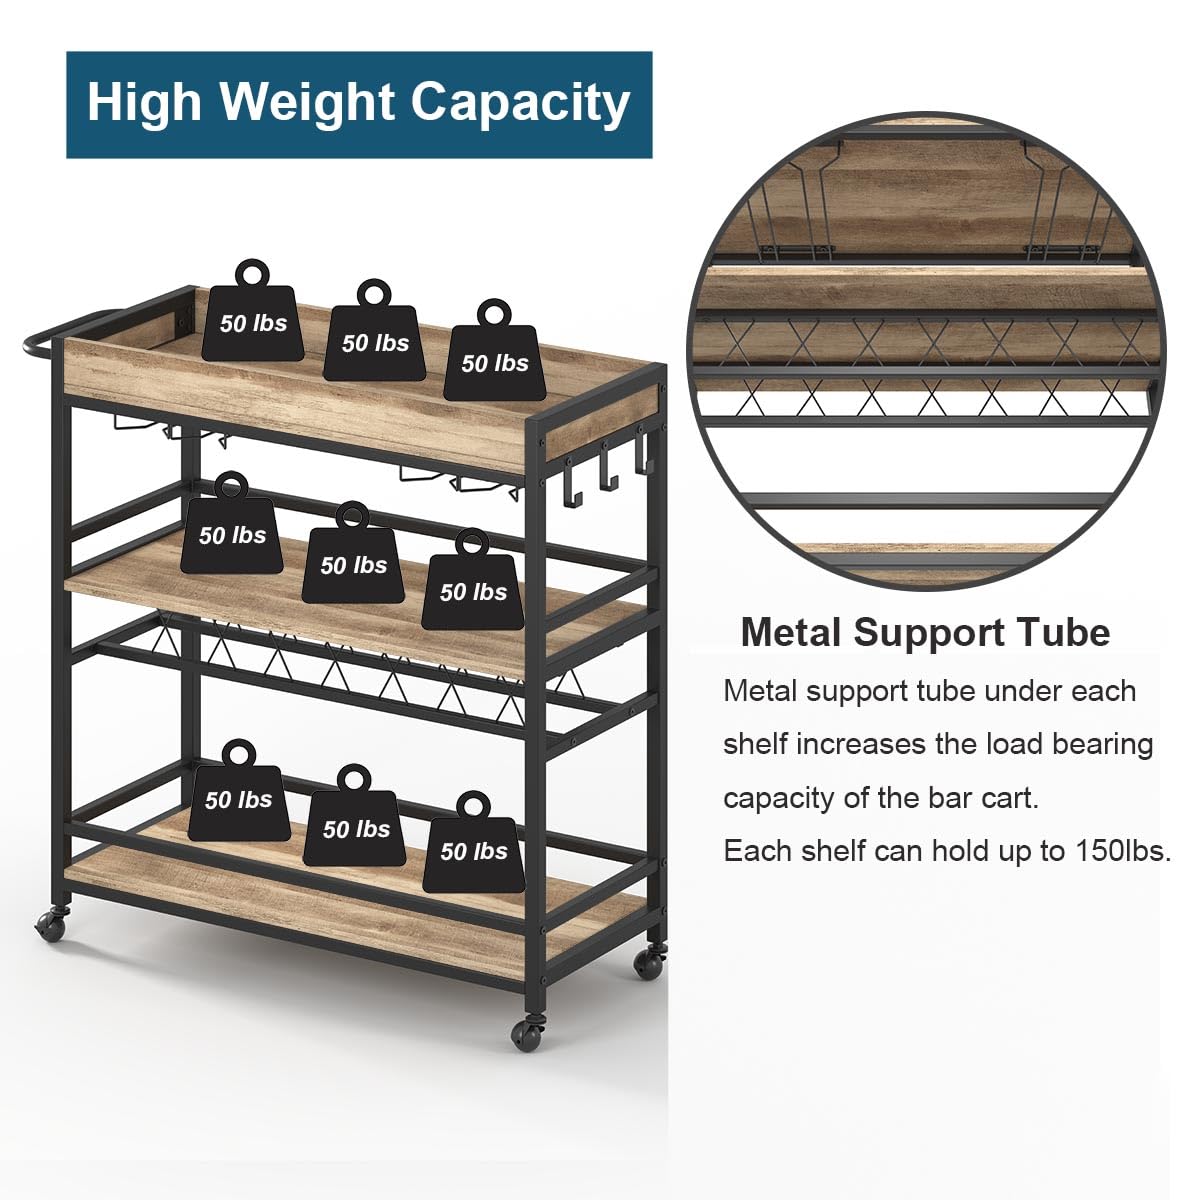 High Weight Capacity
50 lbs
50 lbs
50 lbs
50 lbs
50 lbs
50 lbs
50 lbs
50 lbs
50 lbs
Metal Support Tube
Metal support tube under each
shelf increases the load bearing
capacity of the bar cart.
Each shelf can hold up to 150lbs.